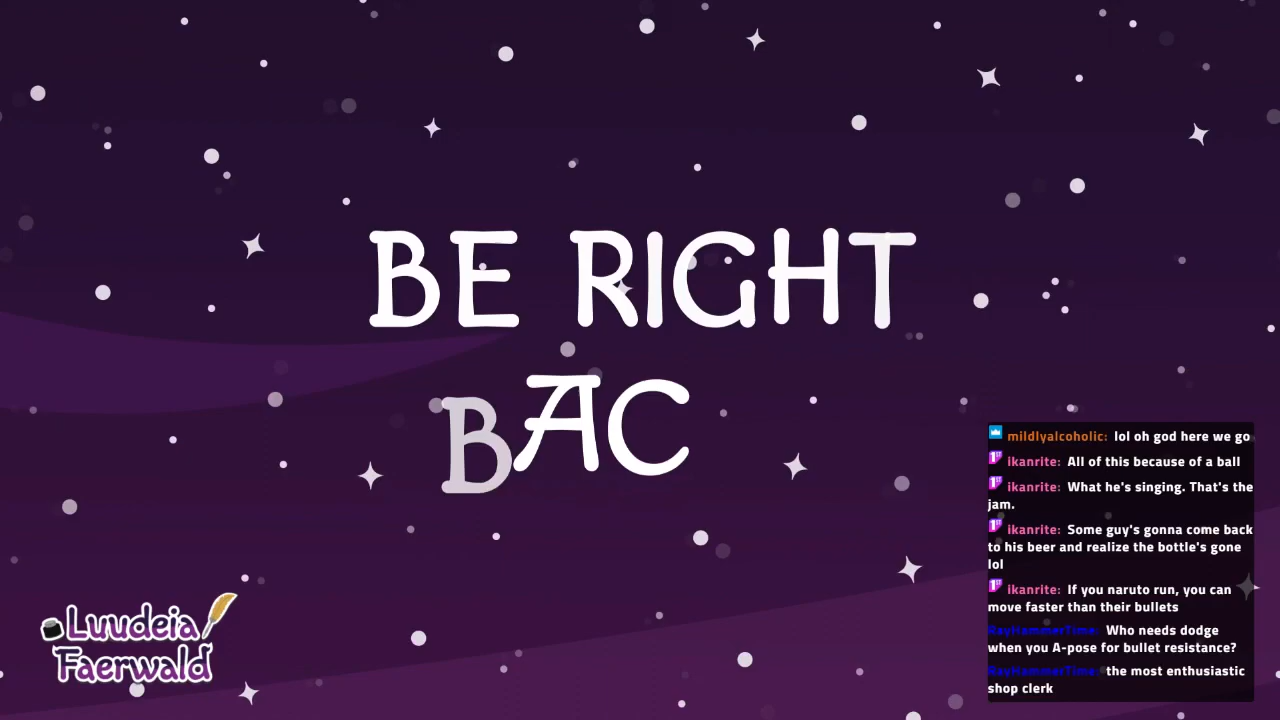 BE RIGHT
BAC
mildlyalcoholic: lol oh god here we go
ikanrite: All of this because of a ball
ikanrite: What he's singing. That's the
jam.
ikanrite: Some guy's gonna come back
to his beer and realize the bottle's gone
lol
ikanrite: If you naruto run, you can
move faster than their bullets
RayHammerTime: Who needs dodge
when you A-pose for bullet resistance?
RayHammerTime: the most enthusiastic
shop clerk
Luudeia
Faerwald